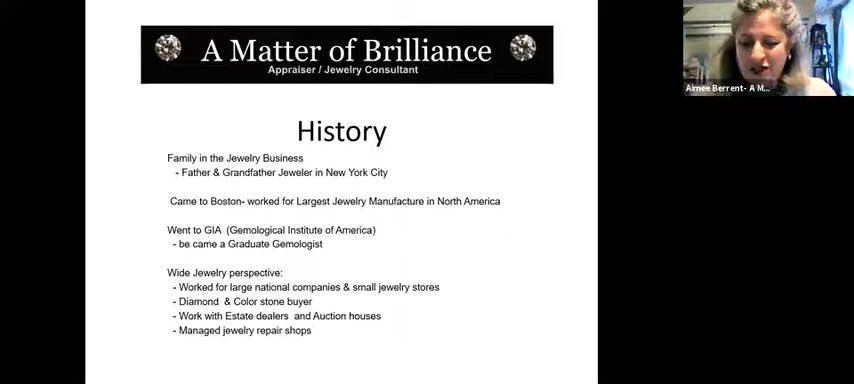 A Matter of Brilliance
Appraiser / Jewelry Consultant
Aimee Berrent- A M...
History
Family in the Jewelry Business
- Father & Grandfather Jeweler in New York City
Came to Boston- worked for Largest Jewelry Manufacture in North America
Went to GIA (Gemological Institute of America)
- be came a Graduate Gemologist
Wide Jewelry perspective:
- Worked for large national companies & small jewelry stores
- Diamond & Color stone buyer
- Work with Estate dealers and Auction houses
- Managed jewelry repair shops